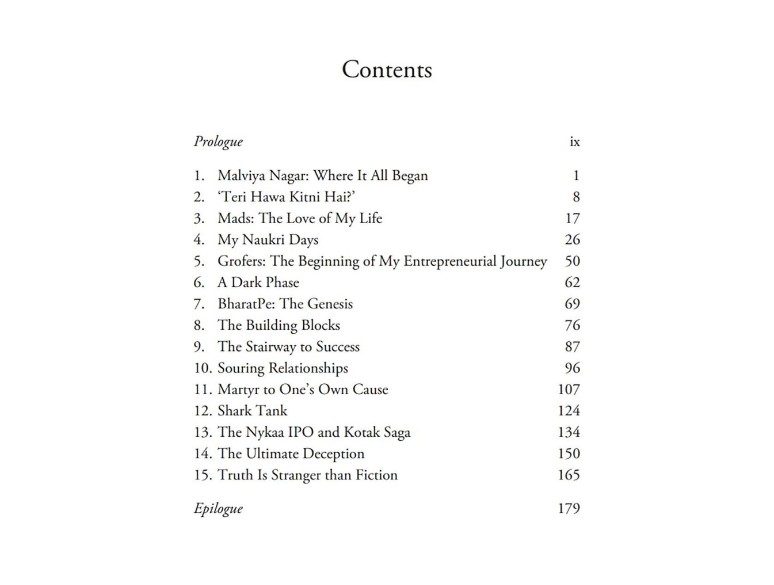 Contents
Prologue ix
1. Malviya Nagar: Where It All Began 1
2. ‘Teri Hawa Kitni Hai?’ 8
3. Mads: The Love of My Life 17
4. My Naukri Days 26
5. Grofers: The Beginning of My Entrepreneurial Journey 50
6. A Dark Phase 62
7. BharatPe: The Genesis 69
8. The Building Blocks 76
9. The Stairway to Success 87
10. Souring Relationships 96
11. Martyr to One’s Own Cause 107
12. Shark Tank 124
13. The Nykaa IPO and Kotak Saga 134
14. The Ultimate Deception 150
15. Truth Is Stranger than Fiction 165
Epilogue 179